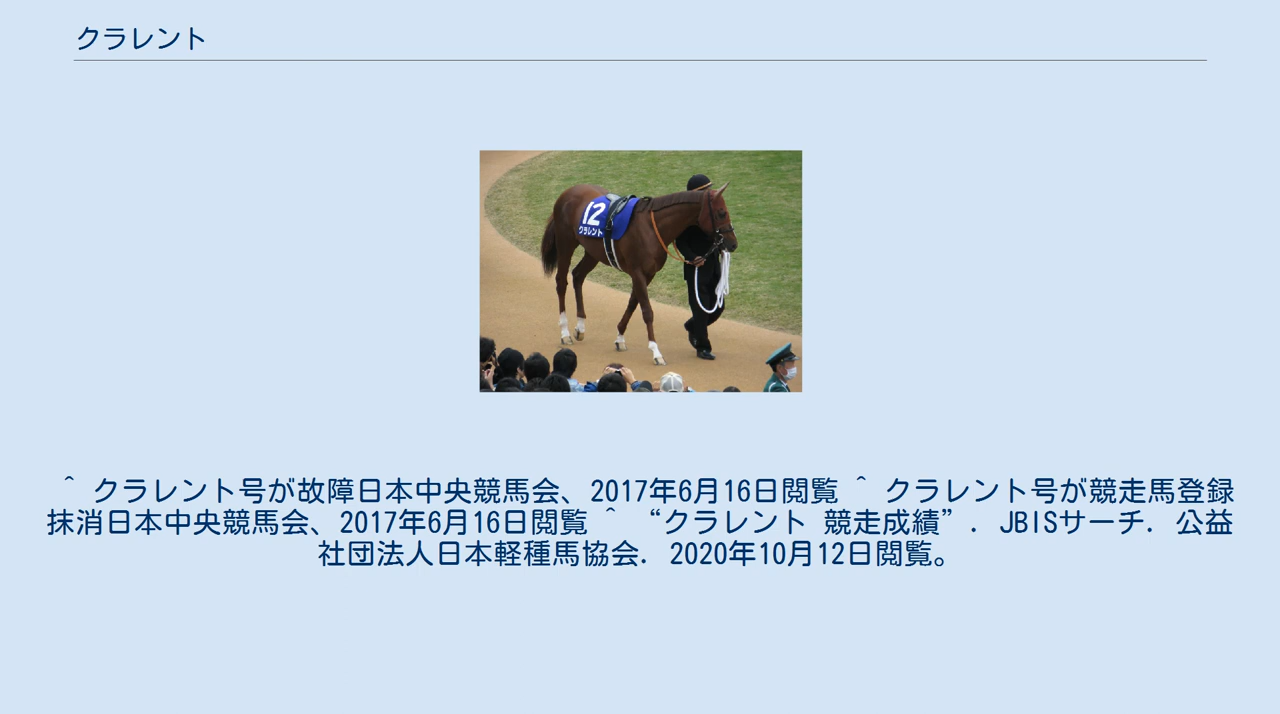 クラレント
12
クラレント
^ クラレント号が故障日本中央競馬会、2017年6月16日閲覧 ^ クラレント号が競走馬登録
抹消日本中央競馬会、2017年6月16日閲覧 ^ “クラレント 競走成績”. JBISサーチ. 公益
社団法人日本軽種馬協会. 2020年10月12日閲覧。